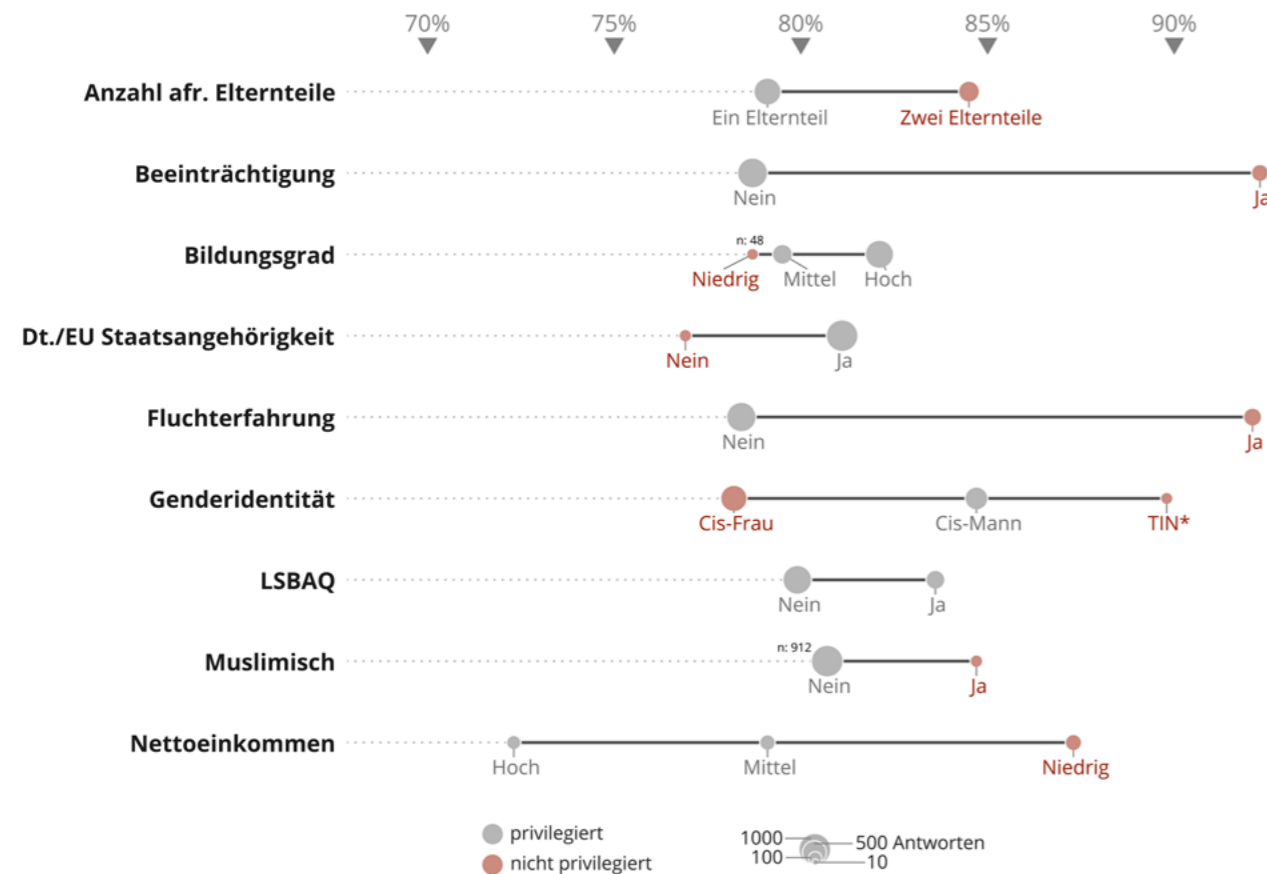 70% 75% 80% 85% 90%
Anzahl afr. Elternteile
Ein Elternteil Zwei Elternteile
Beeinträchtigung
Nein Ja
n: 48
Bildungsgrad
Niedrig Mittel Hoch
Dt./EU Staatsangehörigkeit
Nein Ja
Fluchterfahrung
Nein Ja
Genderidentität
Cis-Frau Cis-Mann TIN*
LSBAQ
Nein Ja
n: 912
Muslimisch
Nein Ja
Nettoeinkommen
Hoch Mittel Niedrig
privilegiert
nicht privilegiert
1000 500 Antworten
100 10